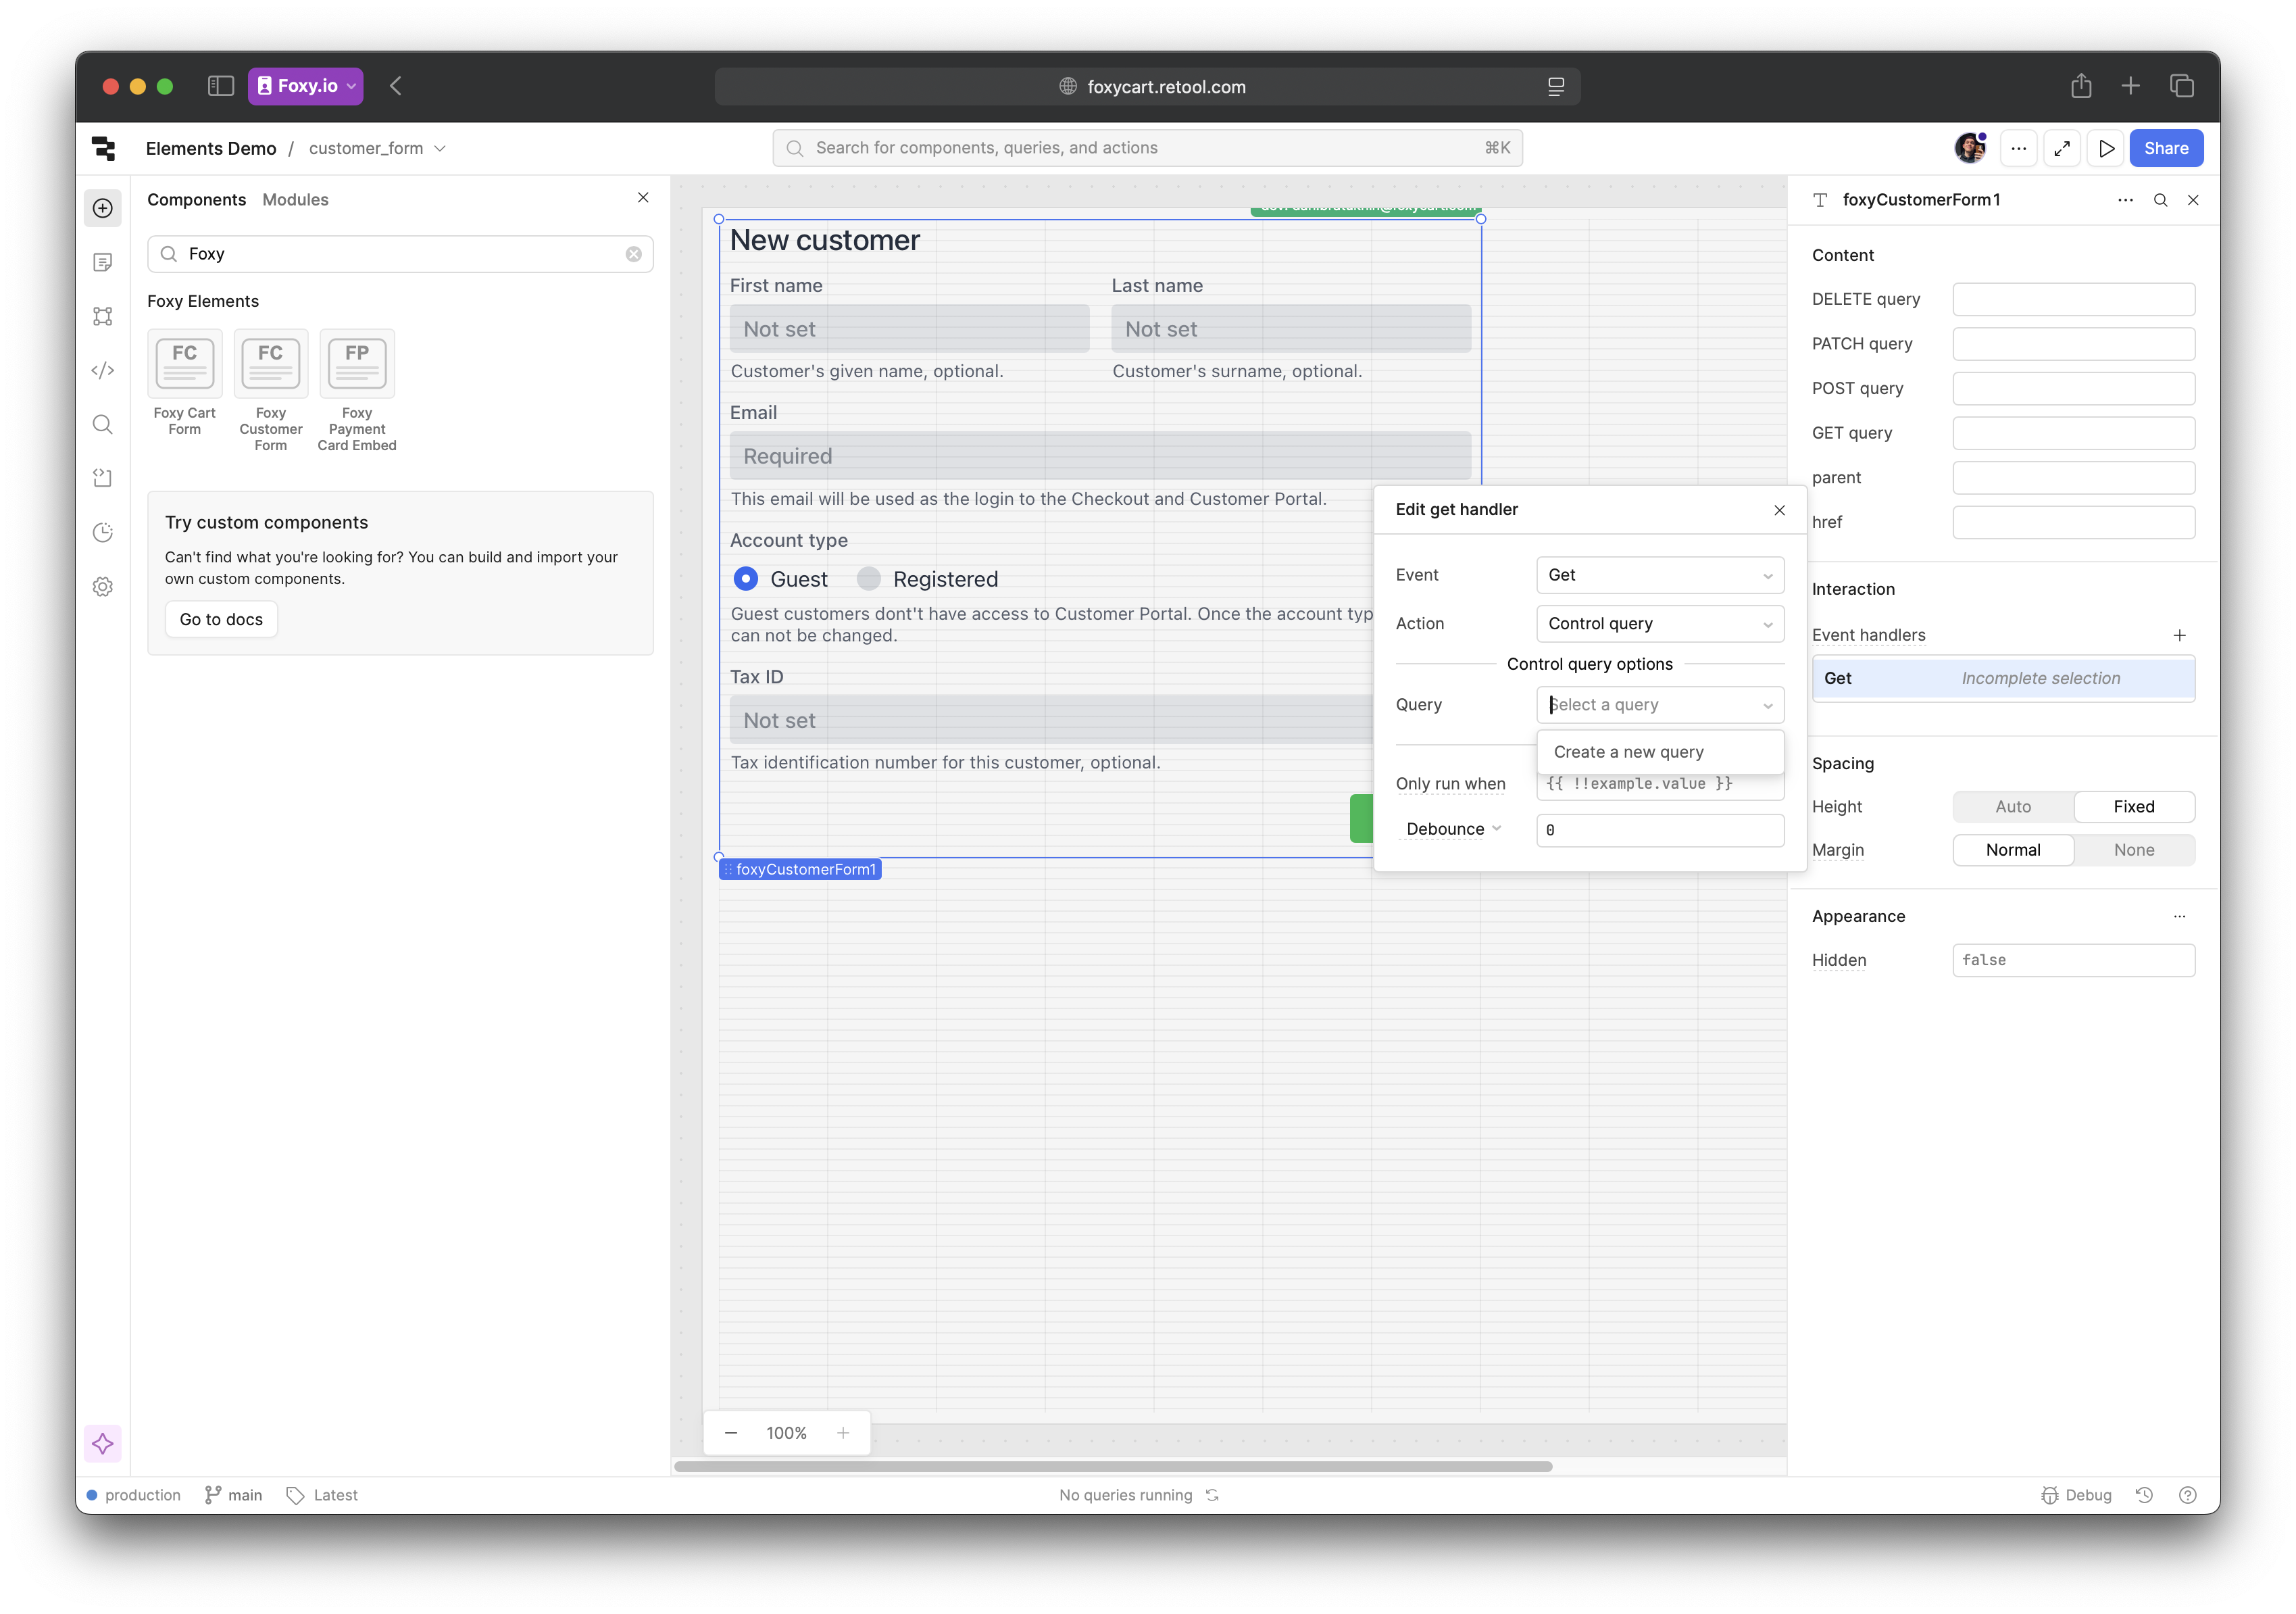 Foxy.io
foxycart.retool.com
Elements Demo / customer_form
Search for components, queries, and actions ⌘K
Share
Components Modules
Foxy
Foxy Elements
FC
FC
FP
Foxy Cart Form
Foxy Customer Form
Foxy Payment Card Embed
Try custom components
Can't find what you're looking for? You can build and import your
own custom components.
Go to docs
New customer
First name
Last name
Not set
Not set
Customer's given name, optional.
Customer's surname, optional.
Email
Required
This email will be used as the login to the Checkout and Customer Portal.
Account type
Guest
Registered
Guest customers dont't have access to Customer Portal. Once the account typ
can not be changed.
Tax ID
Not set
Tax identification number for this customer, optional.
foxyCustomerForm1
Edit get handler
Event
Get
Action
Control query
Control query options
Query
Select a query
Create a new query
Only run when
{{ !!example.value }}
Debounce
0
foxyCustomerForm1
Content
DELETE query
PATCH query
POST query
GET query
parent
href
Interaction
Event handlers
Get Incomplete selection
Spacing
Height
Auto
Fixed
Margin
Normal
None
Appearance
Hidden
false
100%
production
main
Latest
No queries running
Debug